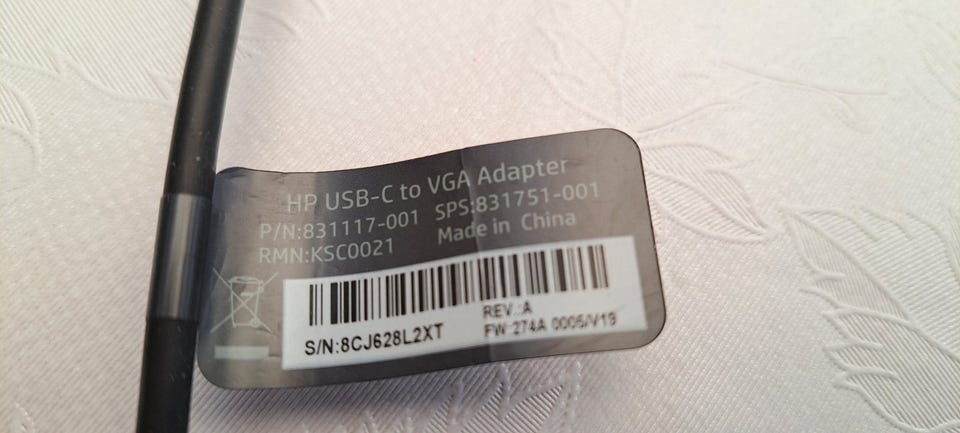 HP USB-C to VGA Adapter
P/N:831117-001 SPS:831751-001
RMN:KSC0021 Made in China
S/N:8CJ628L2XT REV.:A
FW:274A 0005/V19